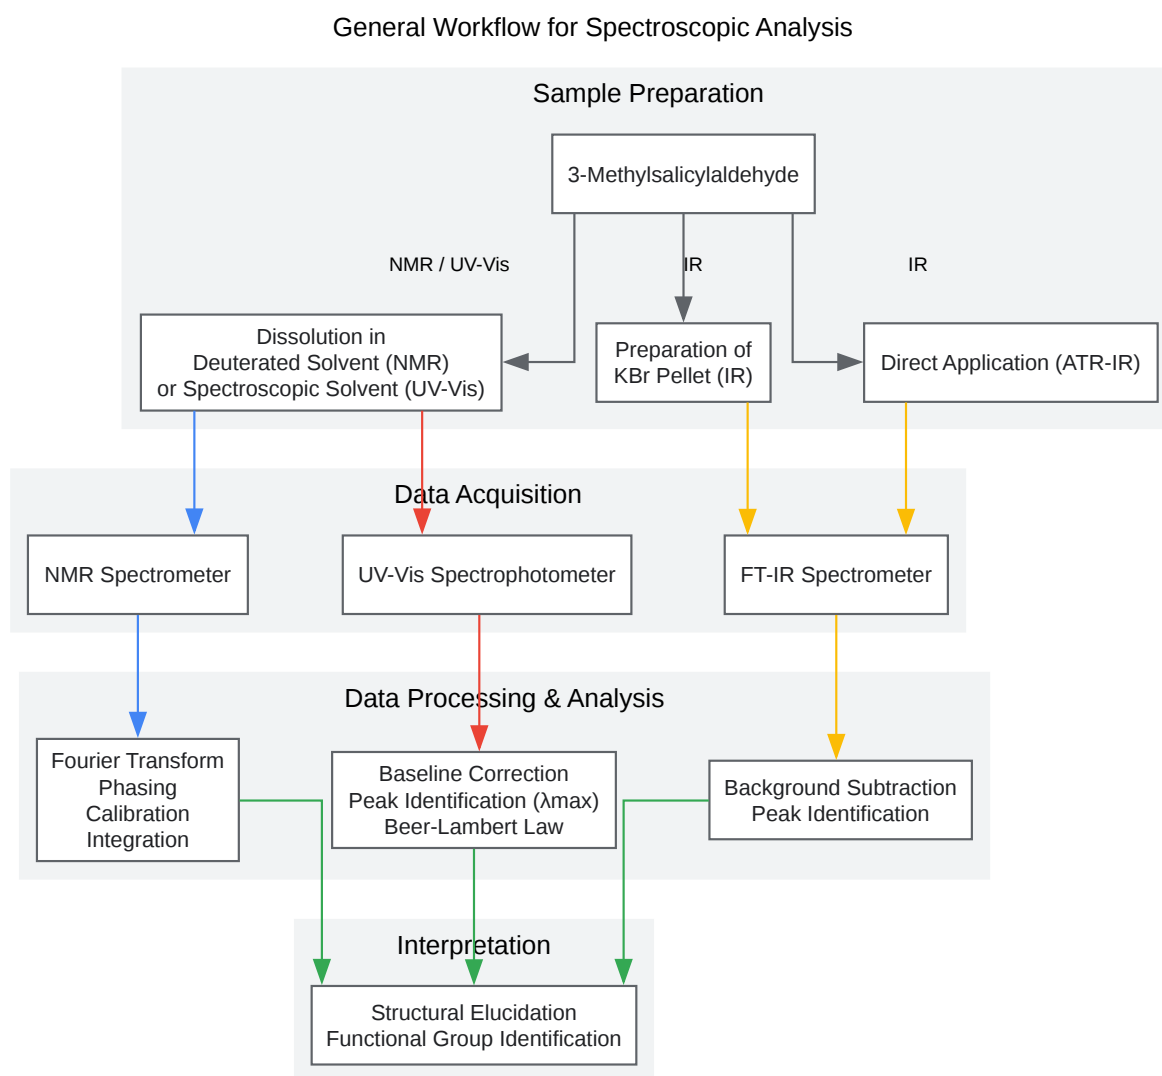 General Workflow for Spectroscopic Analysis
Sample Preparation
3-Methylsalicylaldehyde
NMR / UV-Vis
IR
IR
Dissolution in
Deuterated Solvent (NMR)
or Spectroscopic Solvent (UV-Vis)
Preparation of
KBr Pellet (IR)
Direct Application (ATR-IR)
Data Acquisition
NMR Spectrometer
UV-Vis Spectrophotometer
FT-IR Spectrometer
Data Processing & Analysis
Fourier Transform
Phasing
Calibration
Integration
Baseline Correction
Peak Identification (λmax)
Beer-Lambert Law
Background Subtraction
Peak Identification
Interpretation
Structural Elucidation
Functional Group Identification